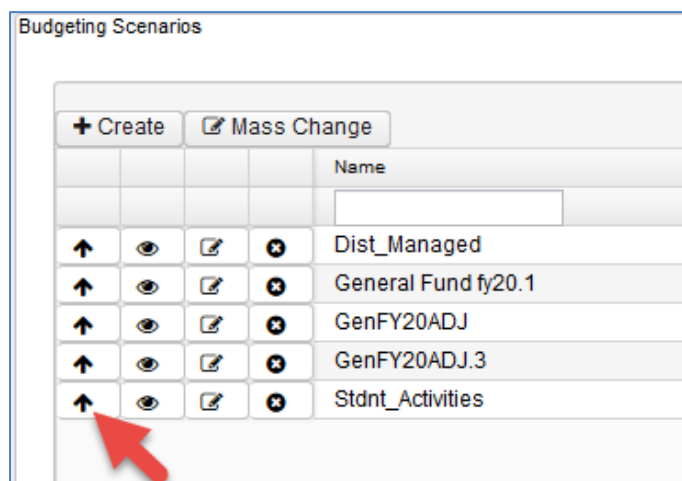 Budgeting Scenarios
Create Mass Change
Name
Dist_Managed
General Fund fy20.1
GenFY20ADJ
GenFY20ADJ.3
Stdnt_Activities